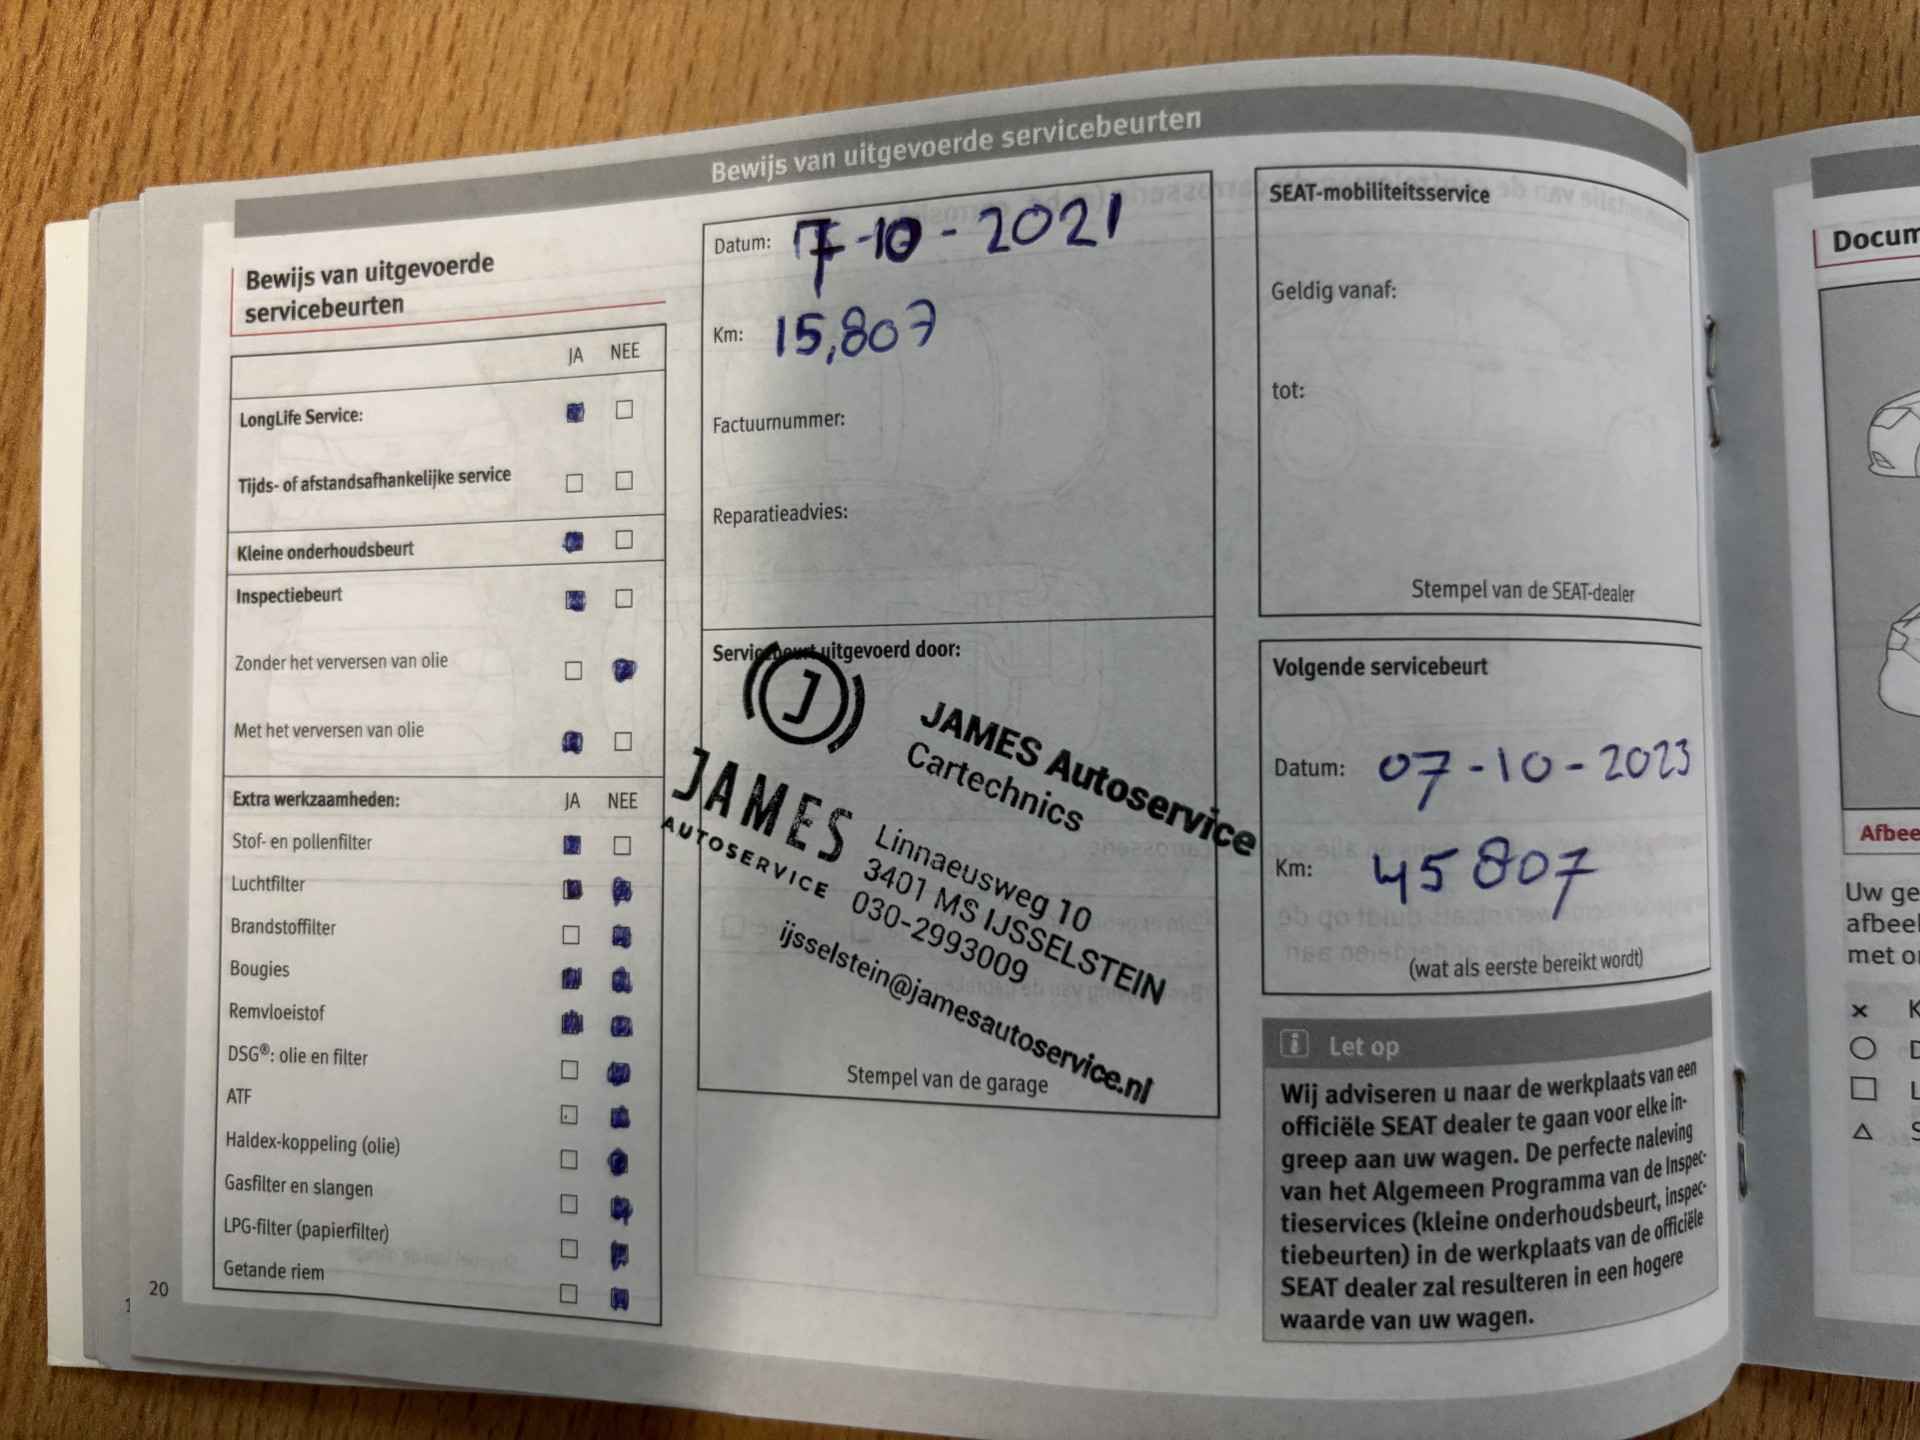 Bewijs van uitgevoerde servicebeurten
Bewijs van uitgevoerde
servicebeurten
JA NEE
LongLife Service:
Tijds- of afstandsafhankelijke service
Kleine onderhoudsbeurt
Inspectiebeurt
Zonder het verversen van olie
Met het verversen van olie
Extra werkzaamheden: JA NEE
Stof- en pollenfilter
Luchtfilter
Brandstoffilter
Bougies
Remvloeistof
DSG®: olie en filter
ATF
Haldex-koppeling (olie)
Gasfilter en slangen
LPG-filter (papierfilter)
Getande riem
20
Datum: 7-10-2021
Km: 15,807
Factuurnummer:
Reparatieadvies:
Servicebeurt uitgevoerd door:
J
JAMES
AUTOSERVICE
JAMES Autoservice
Cartechnics
Linnaeusweg 10
3401 MS IJSSELSTEIN
030-2993009
ijsselstein@jamesautoservice.nl
Stempel van de garage
SEAT-mobiliteitsservice
Geldig vanaf:
tot:
Stempel van de SEAT-dealer
Volgende servicebeurt
Datum: 07-10-2023
Km: 45807
(wat als eerste bereikt wordt)
i Let op
Wij adviseren u naar de werkplaats van een
officiële SEAT dealer te gaan voor elke in-
greep aan uw wagen. De perfecte naleving
van het Algemeen Programma van de Inspec-
tieservices (kleine onderhoudsbeurt, inspec-
tiebeurten) in de werkplaats van de officiële
SEAT dealer zal resulteren in een hogere
waarde van uw wagen.
Docum
Afbee
Uw ge
afbeel
met o